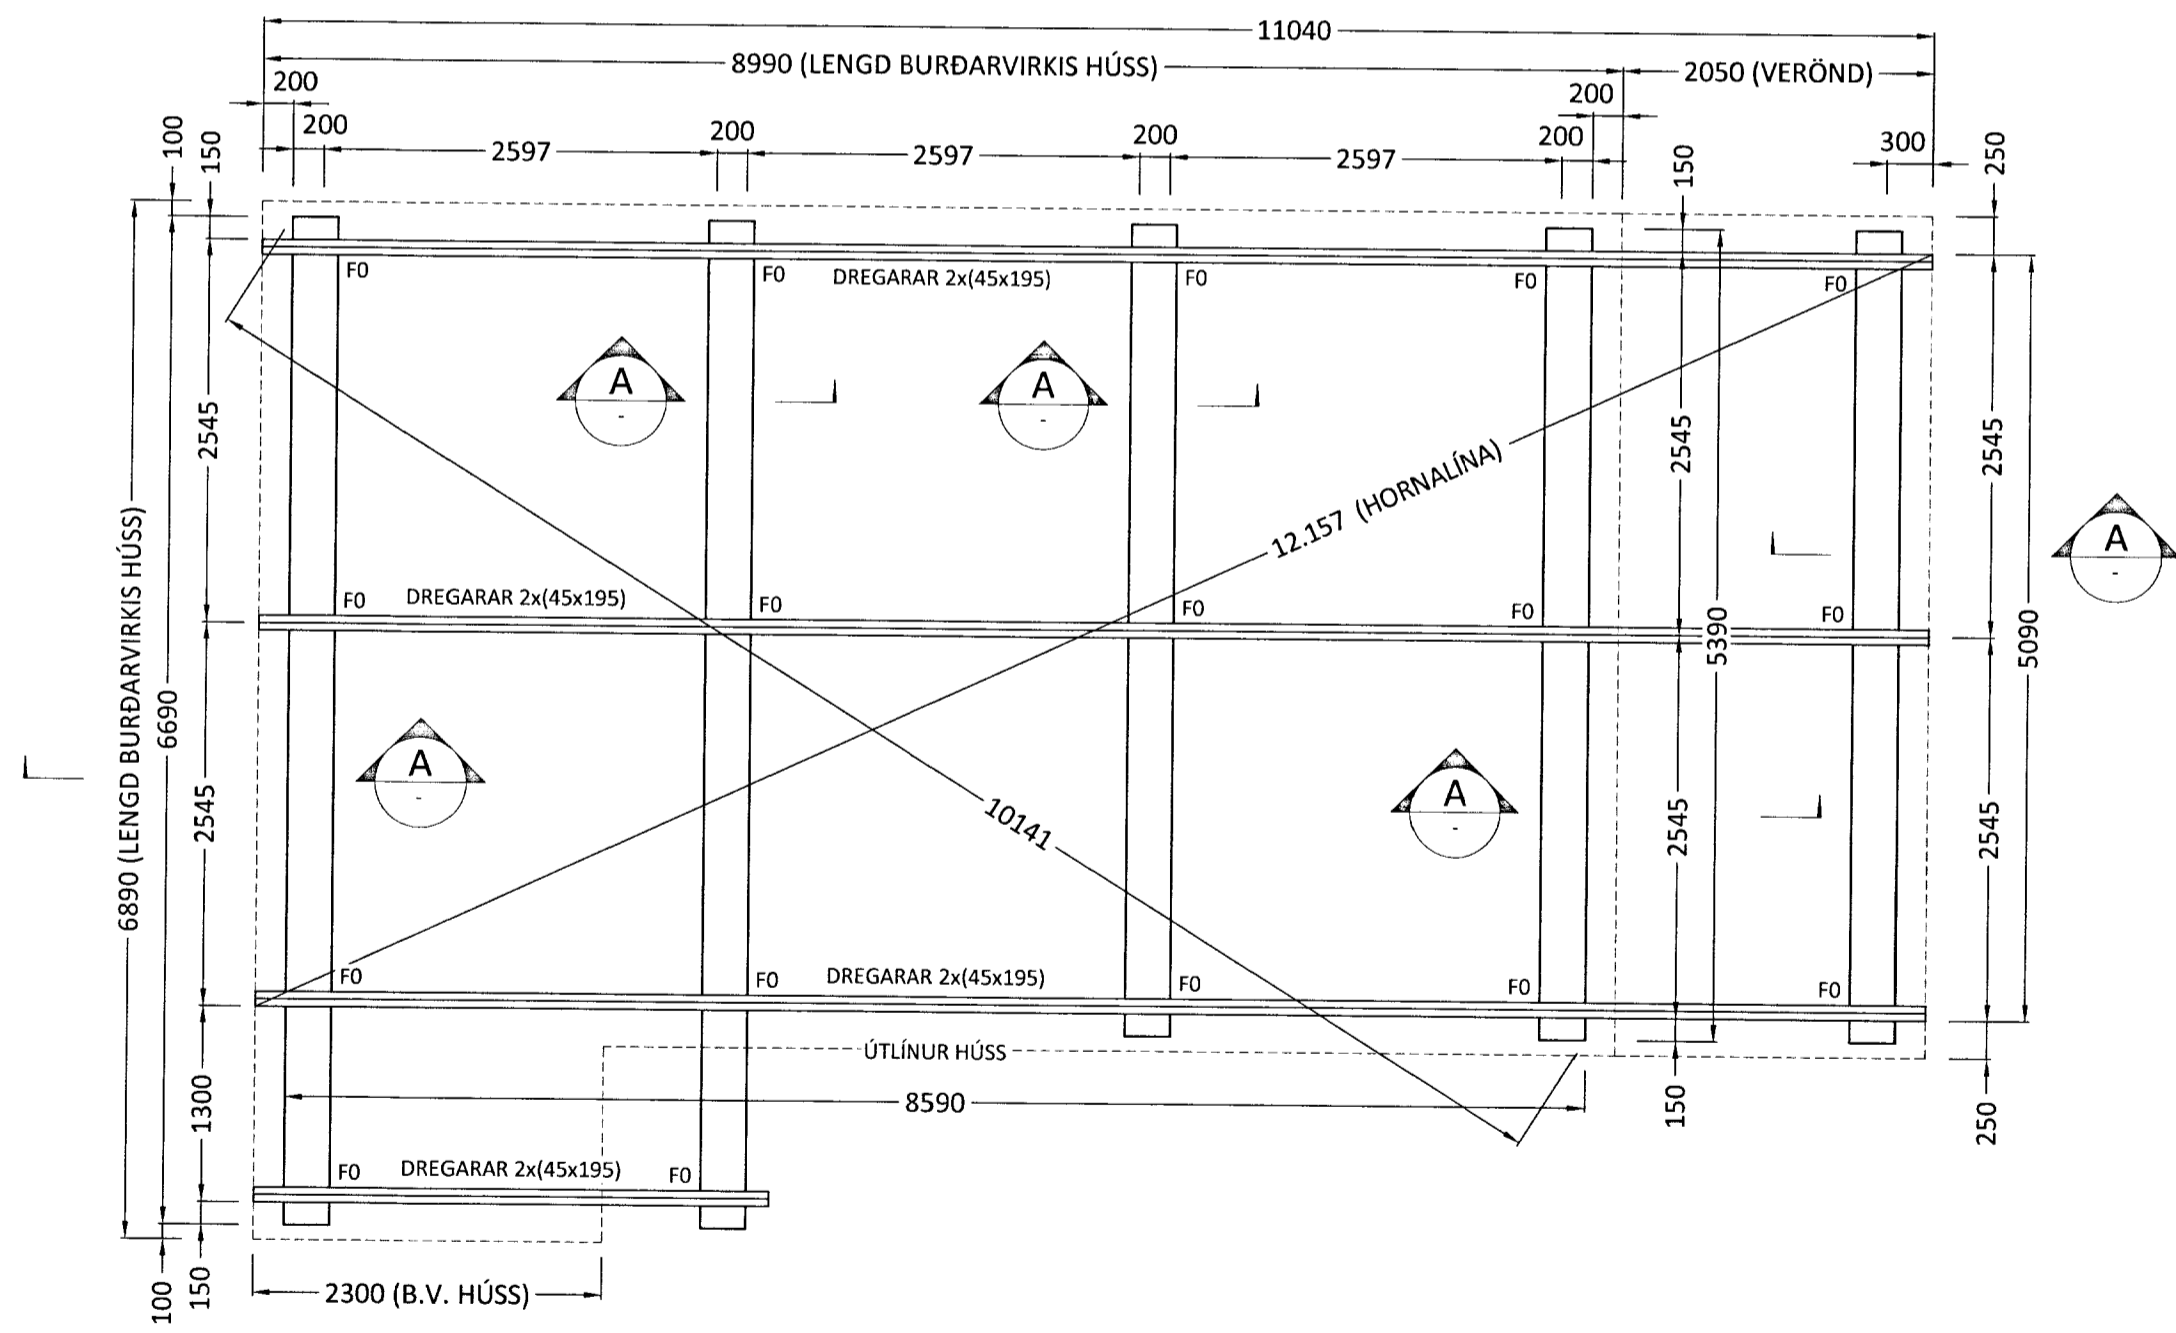 11040
8990 (LENGD BURÐARVIRKIS HÚSS)
2050 (VERÖND)
200
200
200
200
200
200
2597
2597
2597
300
100
150
150
250
F0
F0
DREGARAR 2x(45x195)
F0
F0
F0
A
-
A
-
2545
2545
2545
12.157 (HORNALÍNA)
A
-
6890 (LENGD BURÐARVIRKIS HÚSS)
6690
F0
DREGARAR 2x(45x195)
F0
F0
F0
F0
5390
5090
A
-
A
-
2545
10141
2545
2545
F0
F0
DREGARAR 2x(45x195)
F0
F0
F0
ÚTLÍNUR HÚSS
1300
8590
150
250
F0
DREGARAR 2x(45x195)
F0
100
150
2300 (B.V. HÚSS)